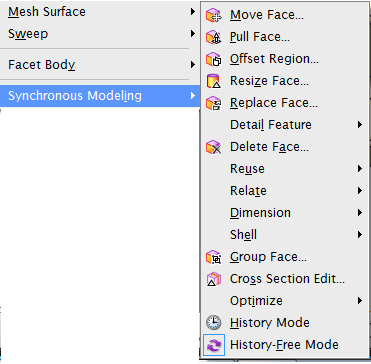 Mesh Surface
Sweep
Facet Body
Synchronous Modeling
Move Face...
Pull Face...
Offset Region...
Resize Face...
Replace Face...
Detail Feature
Delete Face...
Reuse
Relate
Dimension
Shell
Group Face...
Cross Section Edit...
Optimize
History Mode
History-Free Mode